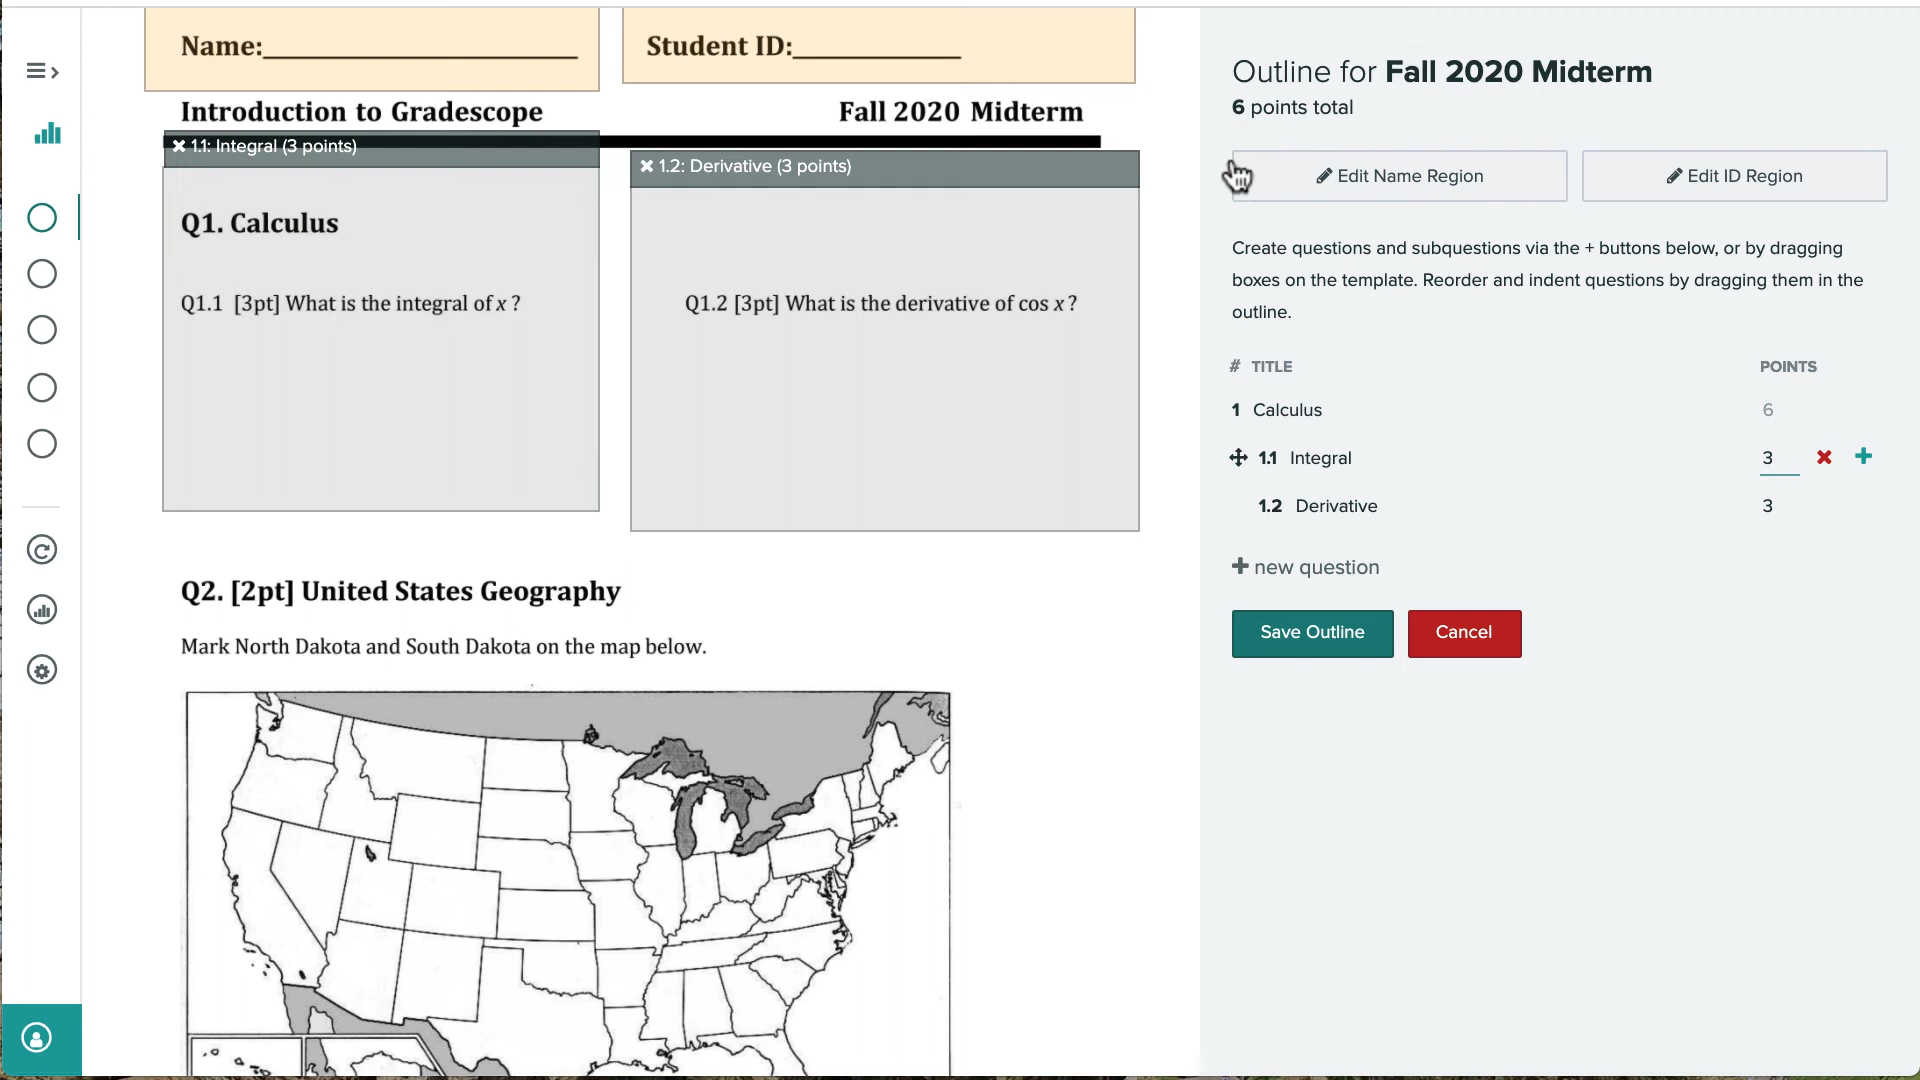 Name:
Student ID:
Introduction to Gradescope
Fall 2020 Midterm
1.1: Integral (3 points)
1.2: Derivative (3 points)
Q1. Calculus
Q1.1 [3pt] What is the integral of x ?
Q1.2 [3pt] What is the derivative of cos x ?
Q2. [2pt] United States Geography
Mark North Dakota and South Dakota on the map below.
Outline for Fall 2020 Midterm
6 points total
Edit Name Region
Edit ID Region
Create questions and subquestions via the + buttons below, or by dragging
boxes on the template. Reorder and indent questions by dragging them in the
outline.
# TITLE POINTS
1 Calculus 6
1.1 Integral 3
1.2 Derivative 3
+ new question
Save Outline
Cancel